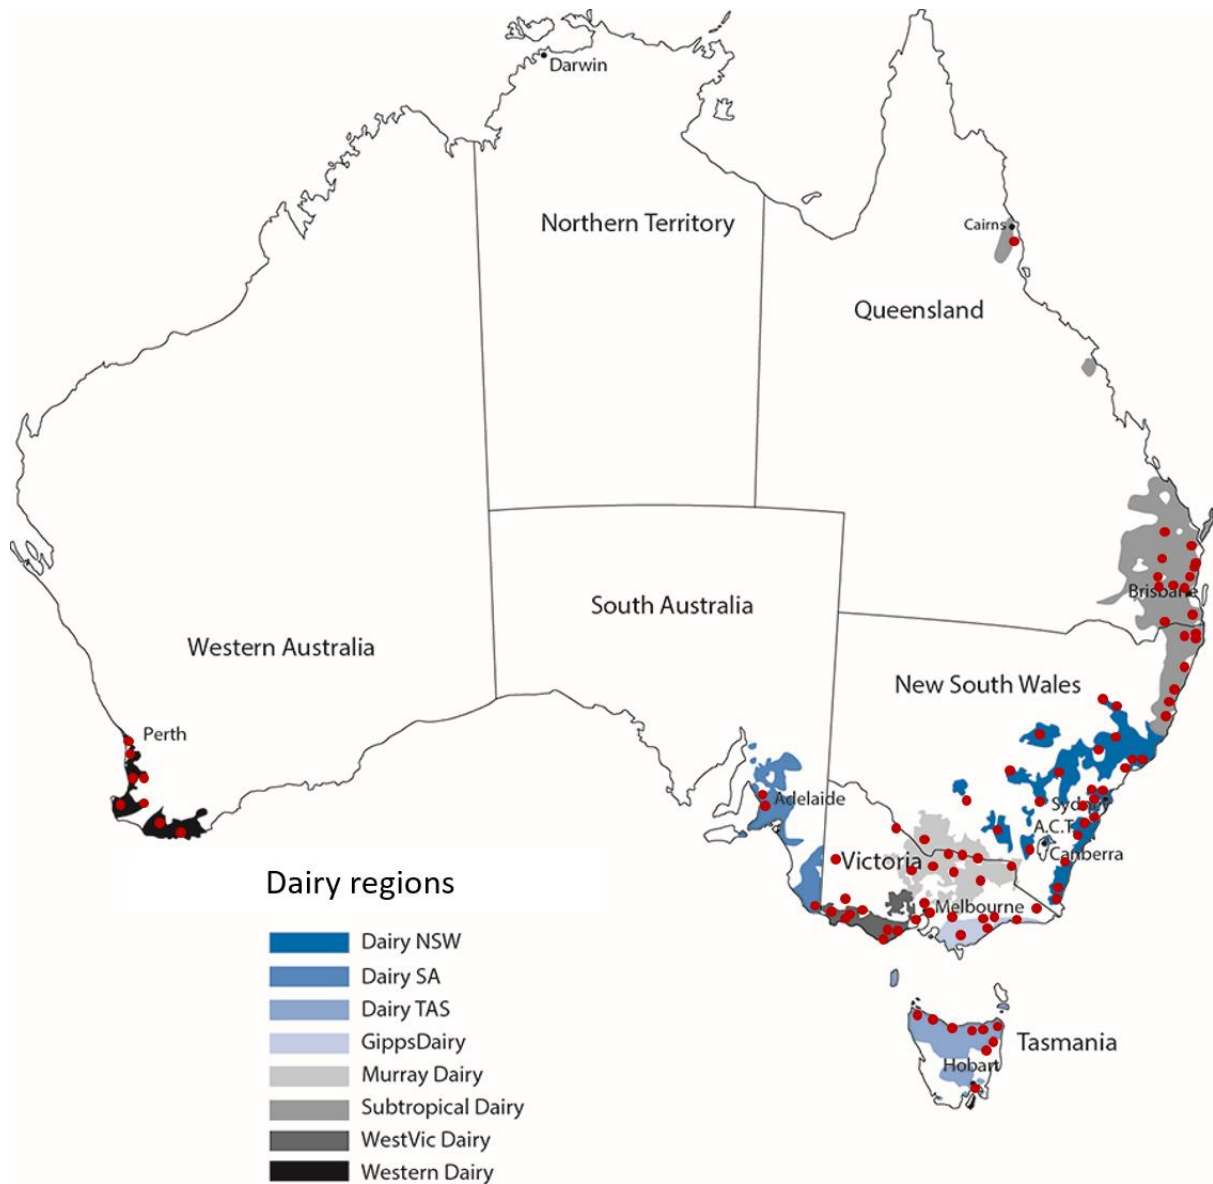 Darwin
Northern Territory
Cairns
Queensland
Brisbane
South Australia
Western Australia
New South Wales
Perth
Adelaide
Sydney
A.C.T.
Canberra
Victoria
Melbourne
Dairy regions
Dairy NSW
Dairy SA
Dairy TAS
GippsDairy
Murray Dairy
Subtropical Dairy
WestVic Dairy
Western Dairy
Tasmania
Hobart